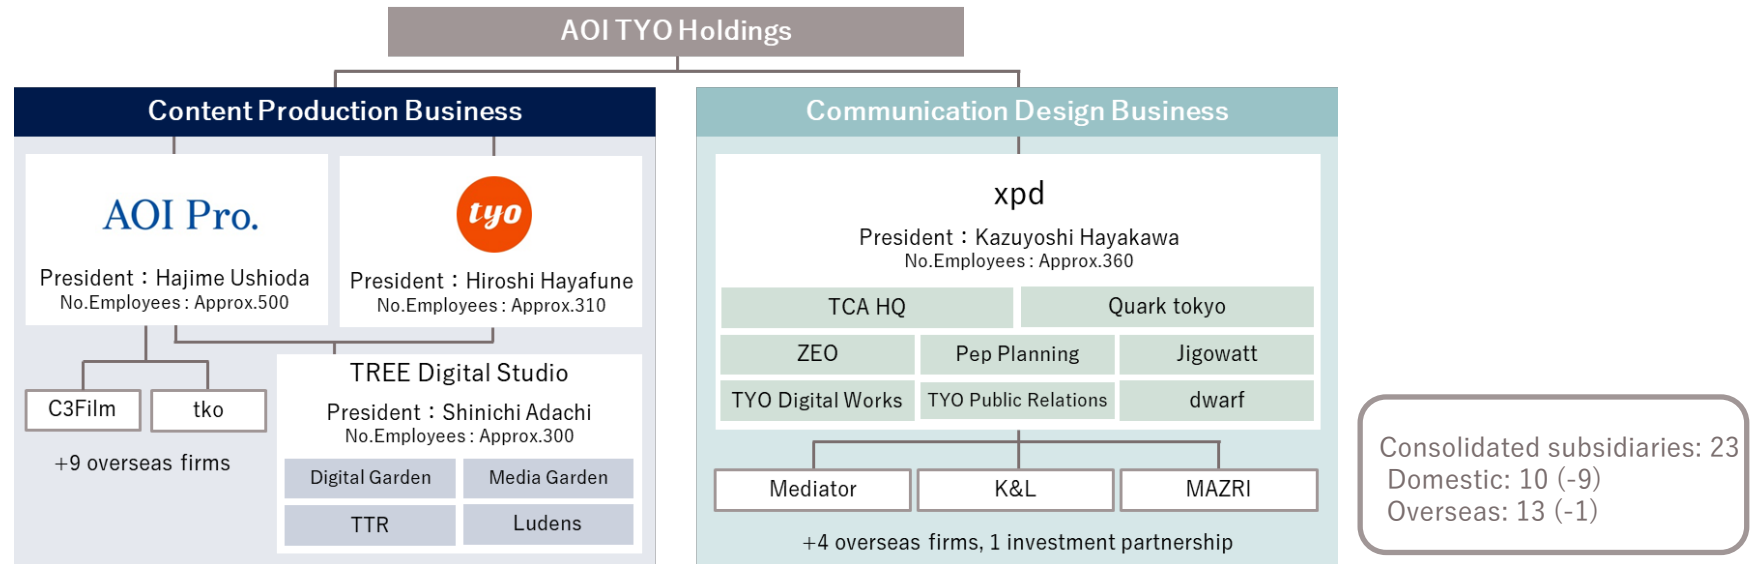 AOI TYO Holdings
Content Production Business
AOI Pro.
President：Hajime Ushioda
No.Employees : Approx.500
tyo
President：Hiroshi Hayafune
No.Employees : Approx.310
C3Film
tko
+9 overseas firms
TREE Digital Studio
President：Shinichi Adachi
No.Employees : Approx.300
Digital Garden
Media Garden
TTR
Ludens
Communication Design Business
xpd
President：Kazuyoshi Hayakawa
No.Employees : Approx.360
TCA HQ
Quark tokyo
ZEO
Pep Planning
Jigowatt
TYO Digital Works
TYO Public Relations
dwarf
Mediator
K&L
MAZRI
+4 overseas firms, 1 investment partnership
Consolidated subsidiaries: 23
Domestic: 10 (-9)
Overseas: 13 (-1)